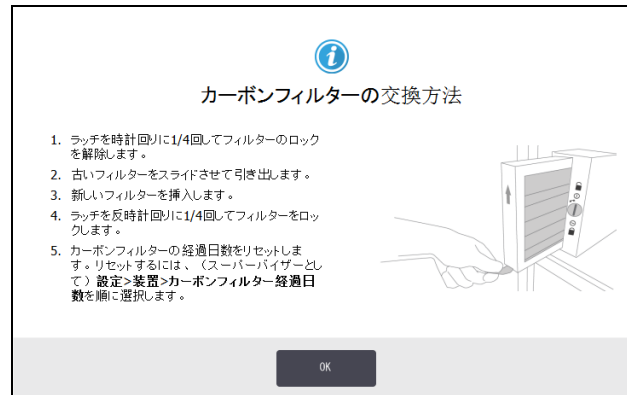 カーボンフィルターの交換方法
1. ラッチを時計回りに1/4回してフィルターのロック
を解除します。
2. 古いフィルターをスライドさせて引き出します。
3. 新しいフィルターを挿入します。
4. ラッチを反時計回りに1/4回してフィルターをロッ
クします。
5. カーボンフィルターの経過日数をリセットしま
す。リセットするには、（スーパーバイザーとし
て）設定>装置>カーボンフィルター経過日
数を順に選択します。
OK